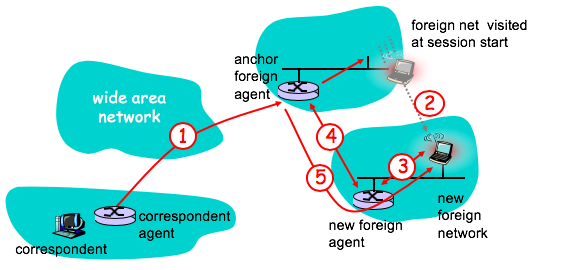 foreign net visited
at session start
anchor
foreign
agent
wide area
network
1
2
4
3
5
correspondent
agent
correspondent
new foreign
agent
new
foreign
network